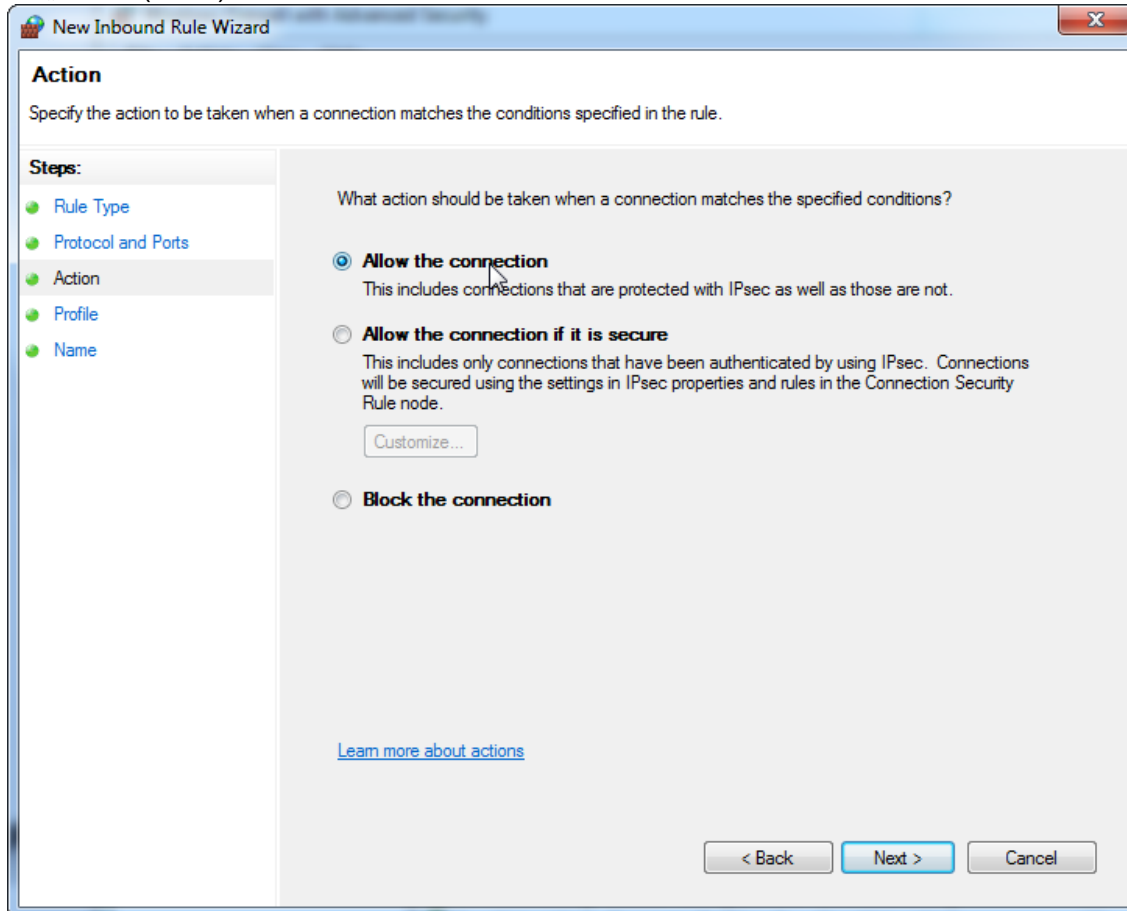 New Inbound Rule Wizard
Action
Specify the action to be taken when a connection matches the conditions specified in the rule.
Steps:
Rule Type
Protocol and Ports
Action
Profile
Name
What action should be taken when a connection matches the specified conditions?
Allow the connection
This includes connections that are protected with IPsec as well as those are not.
Allow the connection if it is secure
This includes only connections that have been authenticated by using IPsec. Connections
will be secured using the settings in IPsec properties and rules in the Connection Security
Rule node.
Customize...
Block the connection
Learn more about actions
< Back
Next >
Cancel